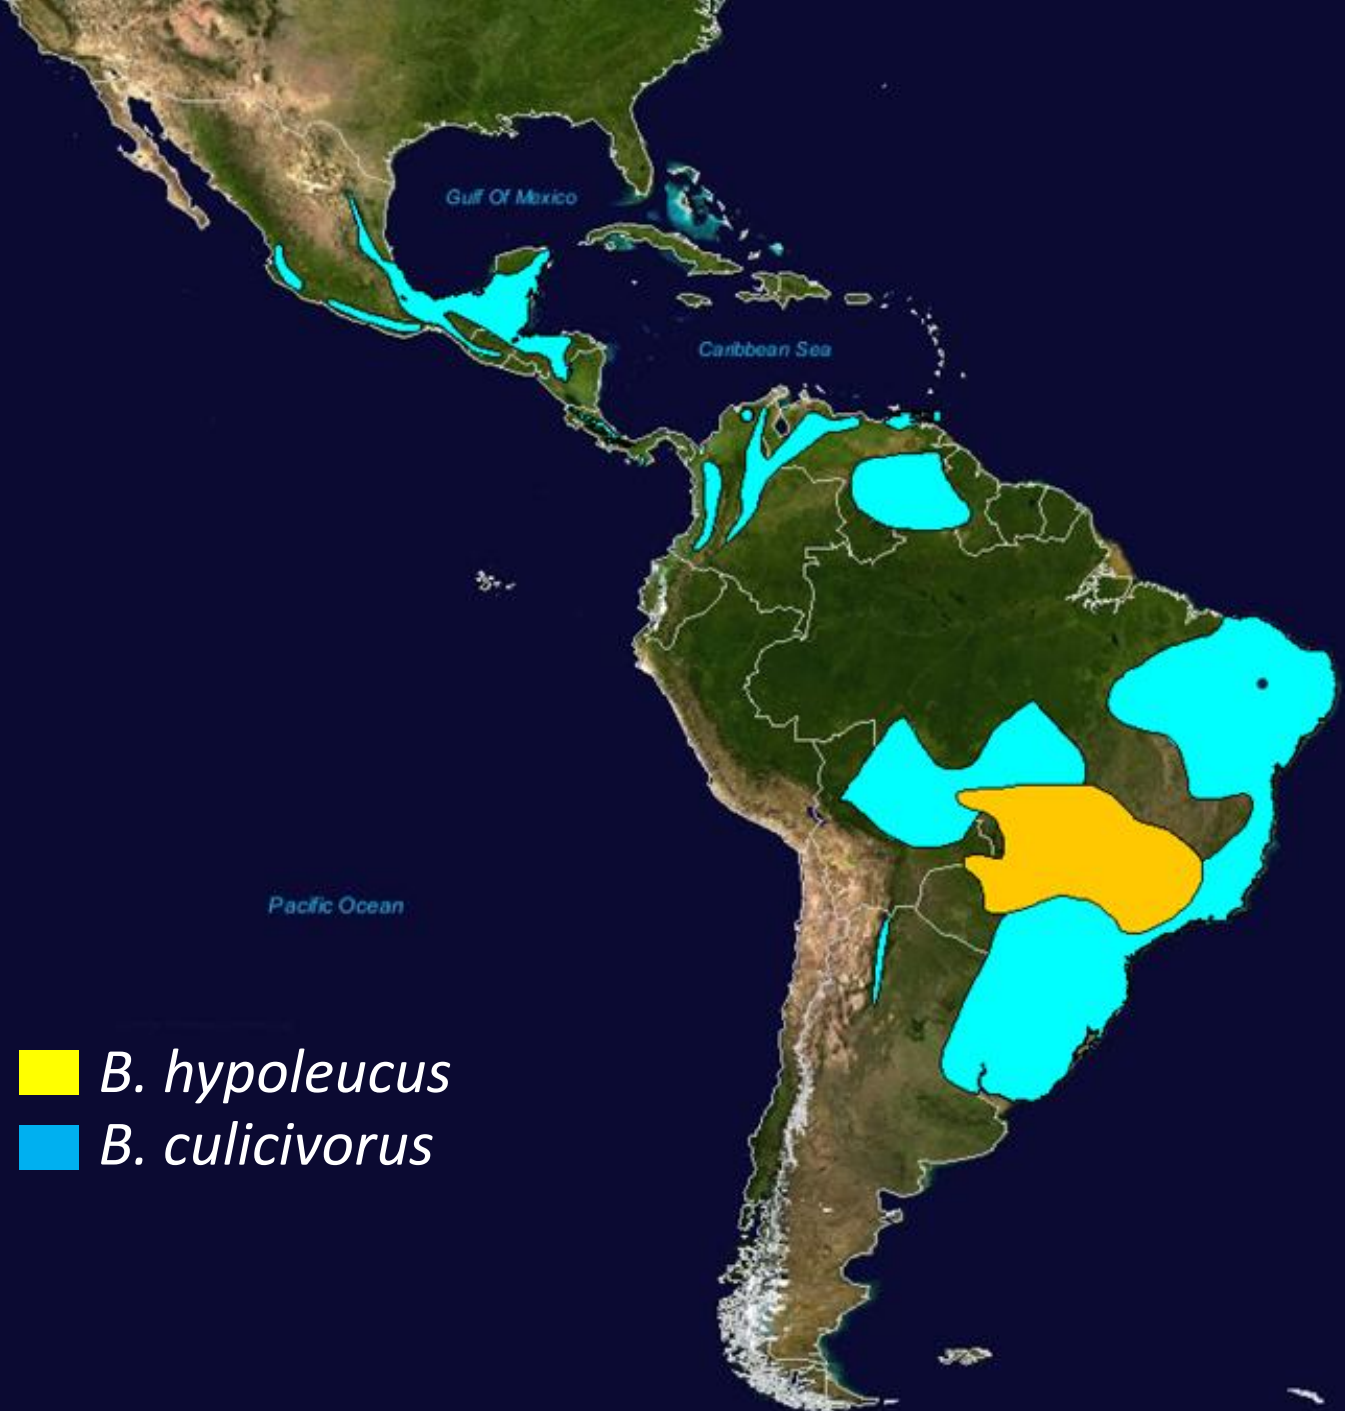 Gulf Of Mexico
Caribbean Sea
Pacific Ocean
B. hypoleucus
B. culicivorus